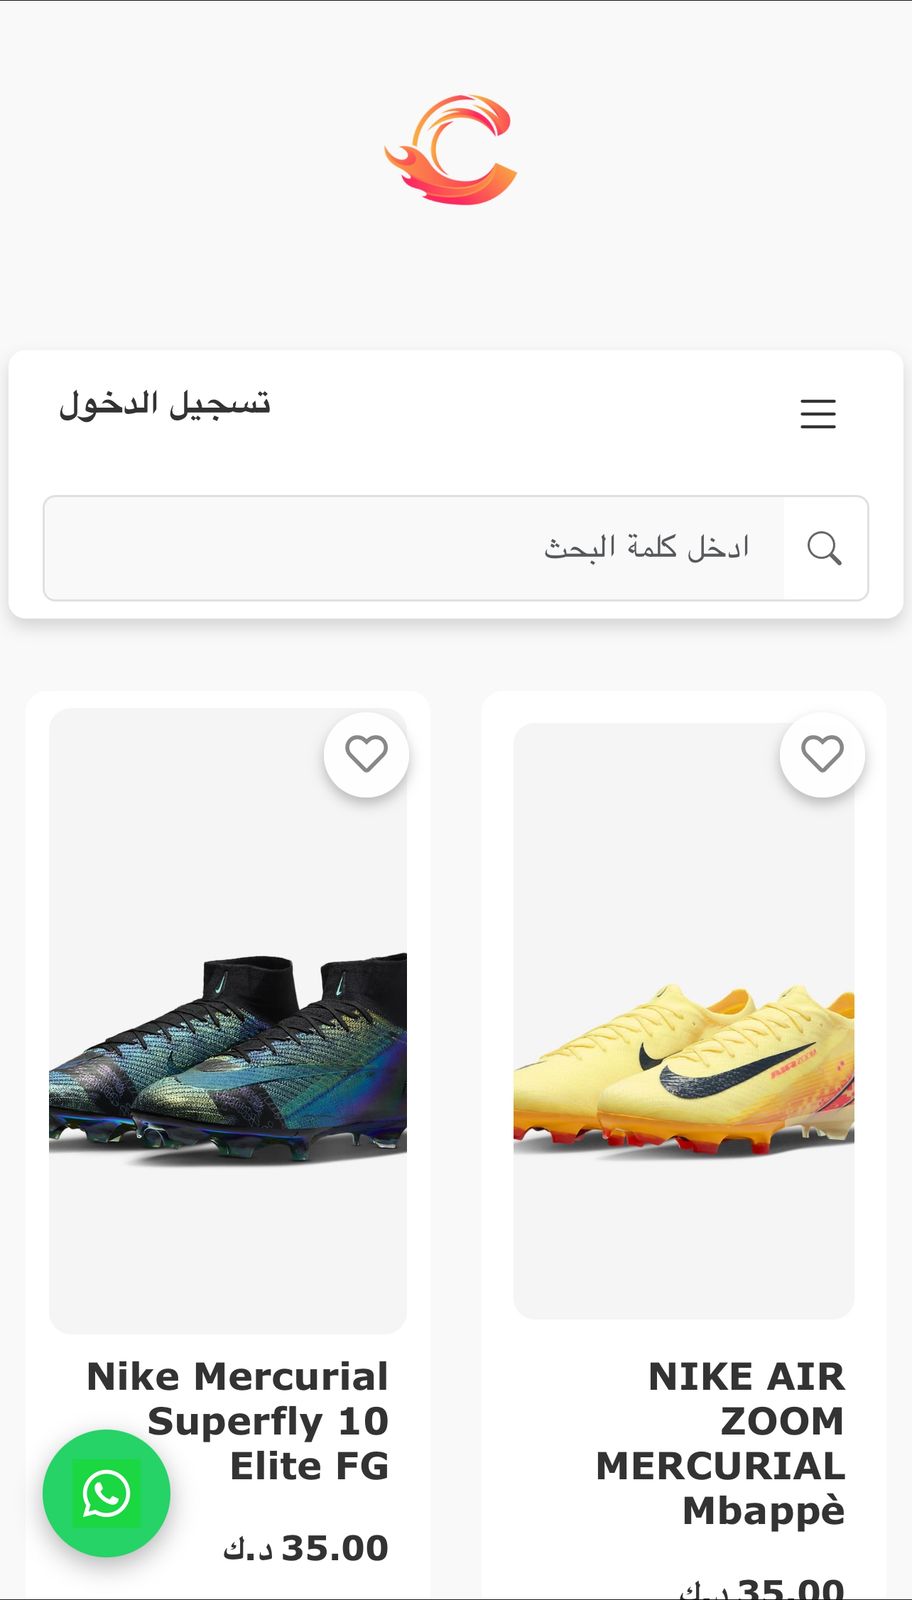 تسجيل الدخول
ادخل كلمة البحث
NIKE AIR
ZOOM
MERCURIAL
Mbappè
35.00 د.ك
Nike Mercurial
Superfly 10
Elite FG
35.00 د.ك